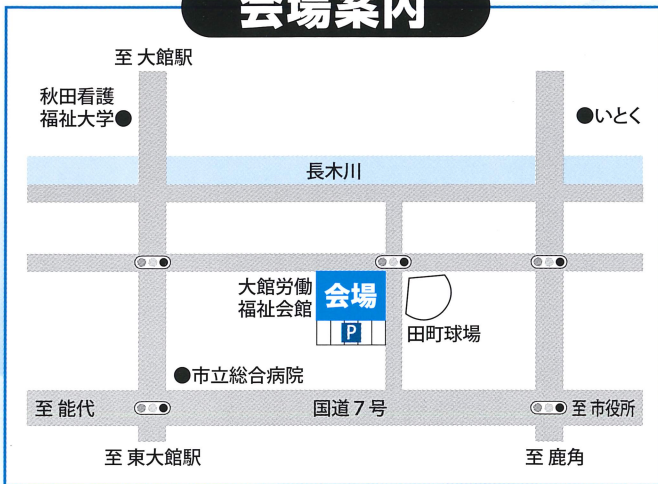 会場案内
至 大館駅
秋田看護
福祉大学●
●いとく
長木川
大館労働
福祉会館
会場
P
田町球場
●市立総合病院
至 能代
国道7号
至 市役所
至 東大館駅
至 鹿角